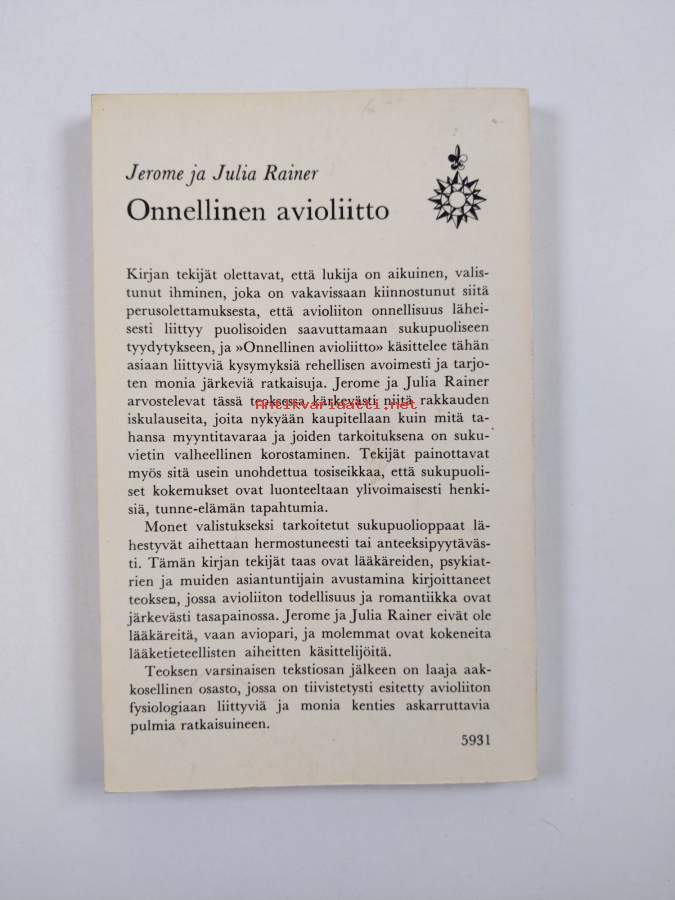 Jerome ja Julia Rainer
Onnellinen avioliitto
Kirjan tekijät olettavat, että lukija on aikuinen, valis-
tunut ihminen, joka on vakavissaan kiinnostunut siitä
perusolettamuksesta, että avioliiton onnellisuus lähei-
sesti liittyy puolisoiden saavuttamaan sukupuoliseen
tyydytykseen, ja »Onnellinen avioliitto» käsittelee tähän
asiaan liittyviä kysymyksiä rehellisen avoimesti ja tarjo-
ten monia järkeviä ratkaisuja. Jerome ja Julia Rainer
arvostelevat tässä teoksessa kärkevästi niitä rakkauden
Antikvariaatti.net
iskulauseita, joita nykyään kaupitellaan kuin mitä ta-
hansa myyntitavaraa ja joiden tarkoituksena on suku-
vietin valheellinen korostaminen. Tekijät painottavat
myös sitä usein unohdettua tosiseikkaa, että sukupuoli-
set kokemukset ovat luonteeltaan ylivoimaisesti henki-
siä, tunne-elämän tapahtumia.
Monet valistukseksi tarkoitetut sukupuolioppaat lä-
hestyvät aihettaan hermostuneesti tai anteeksipyytäväs-
ti. Tämän kirjan tekijät taas ovat lääkäreiden, psykiat-
rien ja muiden asiantuntijain avustamina kirjoittaneet
teoksen, jossa avioliiton todellisuus ja romantiikka ovat
järkevästi tasapainossa. Jerome ja Julia Rainer eivät ole
lääkäreitä, vaan aviopari, ja molemmat ovat kokeneita
lääketieteellisten aiheitten käsittelijöitä.
Teoksen varsinaisen tekstiosan jälkeen on laaja aak-
kosellinen osasto, jossa on tiivistetysti esitetty avioliiton
fysiologiaan liittyviä ja monia kenties askarruttavia
pulmia ratkaisuineen.
5931